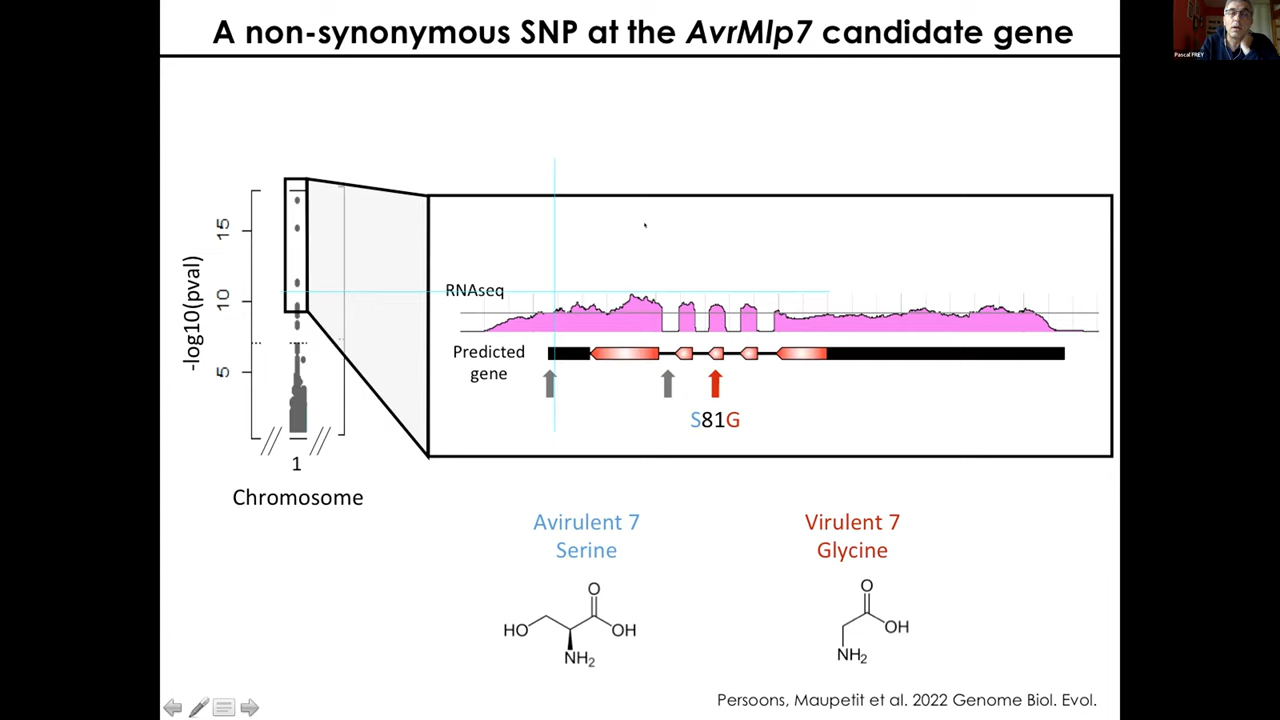 A non-synonymous SNP at the AvrMlp7 candidate gene
Pascal FREY
-log10(pval)
15
10
5
1
Chromosome
RNAseq
Predicted
gene
S81G
Avirulent 7
Serine
Virulent 7
Glycine
O
HO
OH
NH2
O
OH
NH2
Persoons, Maupetit et al. 2022 Genome Biol. Evol.